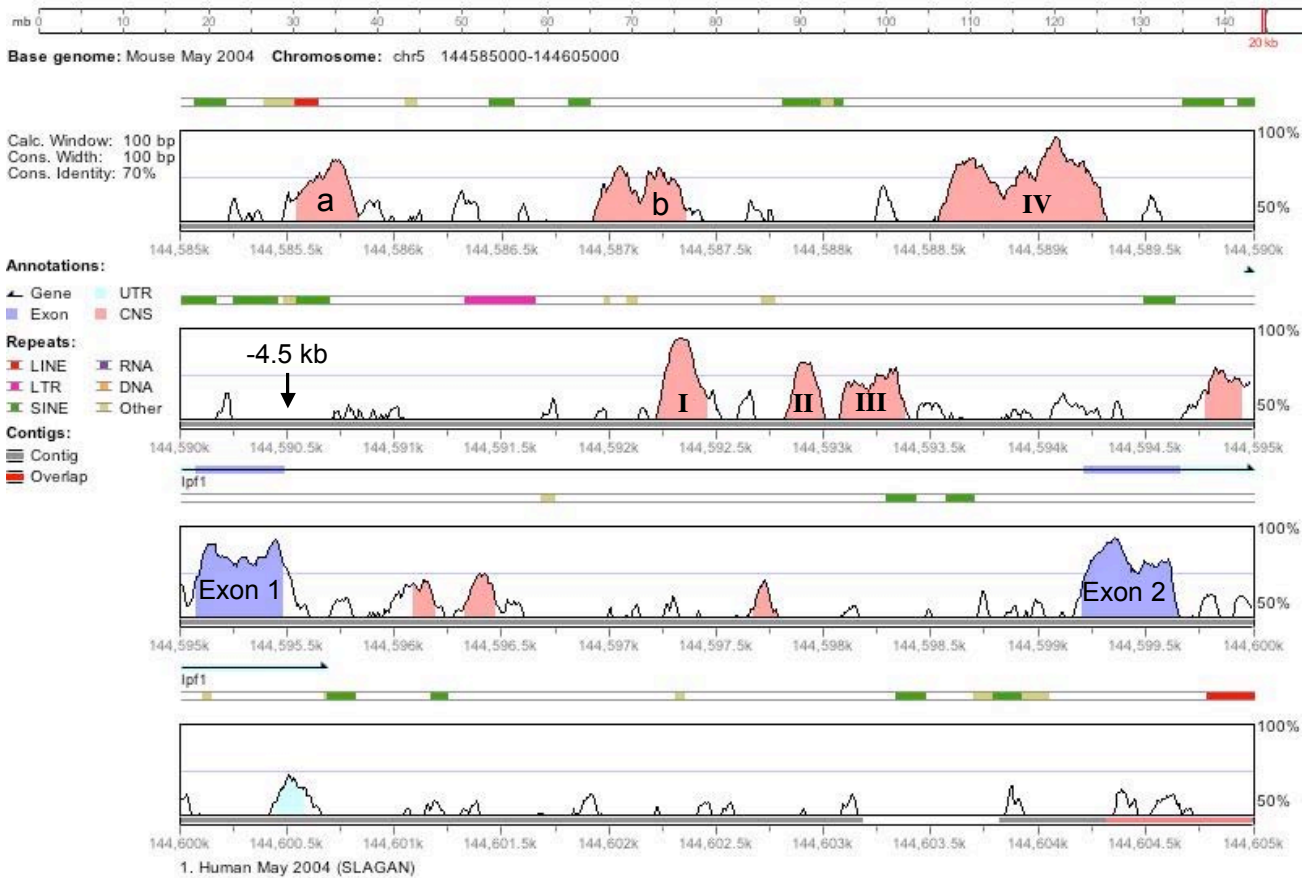 mb 0 10 20 30 40 50 60 70 80 90 100 110 120 130 140
20 kb
Base genome: Mouse May 2004 Chromosome: chr5 144585000-144605000
Calc. Window: 100 bp
Cons. Width: 100 bp
Cons. Identity: 70%
a b IV
100%
50%
144,585k 144,585.5k 144,586k 144,586.5k 144,587k 144,587.5k 144,588k 144,588.5k 144,589k 144,589.5k 144,590k
Annotations:
Gene UTR
Exon CNS
Repeats:
LINE RNA
LTR DNA
SINE Other
Contigs:
Contig
Overlap
-4.5 kb
I II III
100%
50%
144,590k 144,590.5k 144,591k 144,591.5k 144,592k 144,592.5k 144,593k 144,593.5k 144,594k 144,594.5k 144,595k
Ipf1
Exon 1 Exon 2
100%
50%
144,595k 144,595.5k 144,596k 144,596.5k 144,597k 144,597.5k 144,598k 144,598.5k 144,599k 144,599.5k 144,600k
Ipf1
100%
50%
144,600k 144,600.5k 144,601k 144,601.5k 144,602k 144,602.5k 144,603k 144,603.5k 144,604k 144,604.5k 144,605k
1. Human May 2004 (SLAGAN)